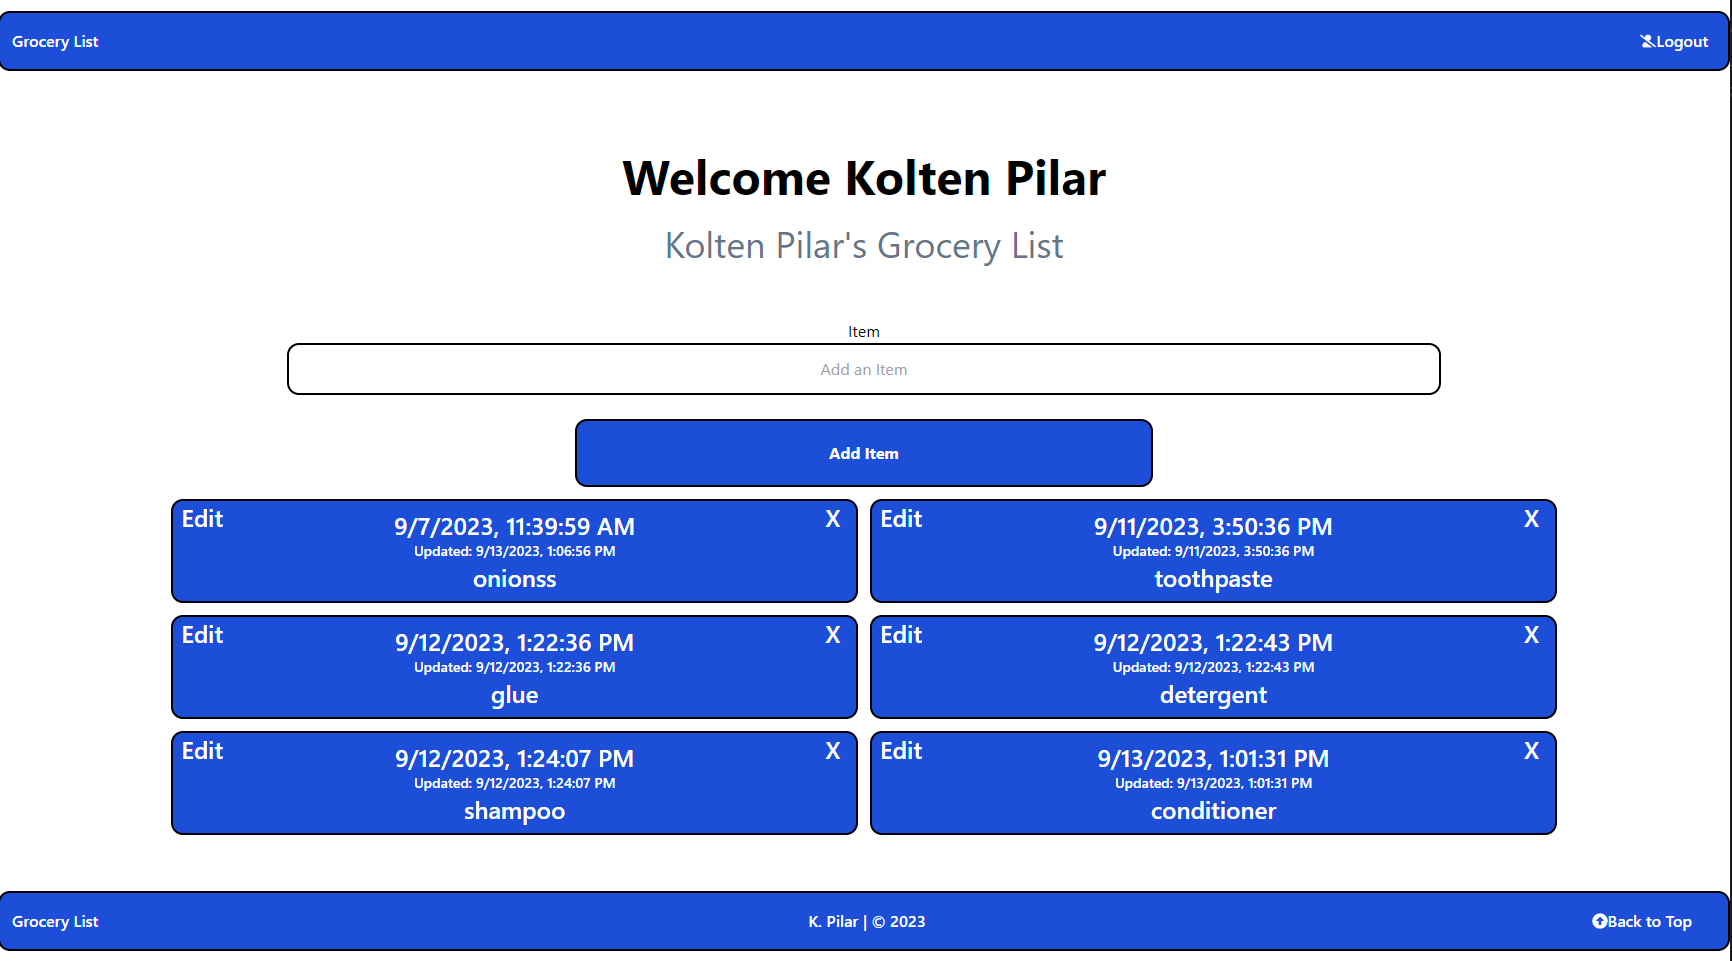 Grocery List
Logout
Welcome Kolten Pilar
Kolten Pilar's Grocery List
Item
Add an Item
Add Item
Edit
X
9/7/2023, 11:39:59 AM
Updated: 9/13/2023, 1:06:56 PM
onionss
Edit
X
9/11/2023, 3:50:36 PM
Updated: 9/11/2023, 3:50:36 PM
toothpaste
Edit
X
9/12/2023, 1:22:36 PM
Updated: 9/12/2023, 1:22:36 PM
glue
Edit
X
9/12/2023, 1:22:43 PM
Updated: 9/12/2023, 1:22:43 PM
detergent
Edit
X
9/12/2023, 1:24:07 PM
Updated: 9/12/2023, 1:24:07 PM
shampoo
Edit
X
9/13/2023, 1:01:31 PM
Updated: 9/13/2023, 1:01:31 PM
conditioner
Grocery List
K. Pilar | © 2023
Back to Top